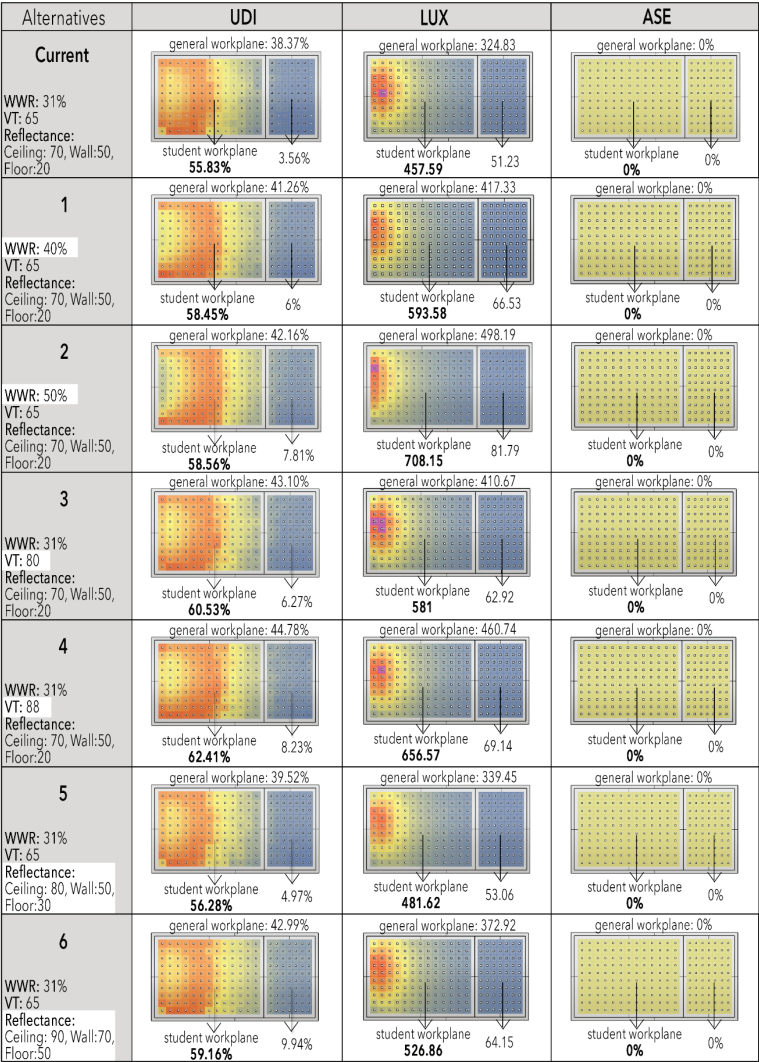 Alternatives UDI LUX ASE
Current
WWR: 31%
VT: 65
Reflectance:
Ceiling: 70, Wall:50,
Floor:20
general workplane: 38.37%
student workplane
55.83%
3.56%
general workplane: 324.83
student workplane
457.59
51.23
general workplane: 0%
student workplane
0%
0%
1
WWR: 40%
VT: 65
Reflectance:
Ceiling: 70, Wall:50,
Floor:20
general workplane: 41.26%
student workplane
58.45%
6%
general workplane: 417.33
student workplane
593.58
66.53
general workplane: 0%
student workplane
0%
0%
2
WWR: 50%
VT: 65
Reflectance:
Ceiling: 70, Wall:50,
Floor:20
general workplane: 42.16%
student workplane
58.56%
7.81%
general workplane: 498.19
student workplane
708.15
81.79
general workplane: 0%
student workplane
0%
0%
3
WWR: 31%
VT: 80
Reflectance:
Ceiling: 70, Wall:50,
Floor:20
general workplane: 43.10%
student workplane
60.53%
6.27%
general workplane: 410.67
student workplane
581
62.92
general workplane: 0%
student workplane
0%
0%
4
WWR: 31%
VT: 88
Reflectance:
Ceiling: 70, Wall:50,
Floor:20
general workplane: 44.78%
student workplane
62.41%
8.23%
general workplane: 460.74
student workplane
656.57
69.14
general workplane: 0%
student workplane
0%
0%
5
WWR: 31%
VT: 65
Reflectance:
Ceiling: 80, Wall:50,
Floor:30
general workplane: 39.52%
student workplane
56.28%
4.97%
general workplane: 339.45
student workplane
481.62
53.06
general workplane: 0%
student workplane
0%
0%
6
WWR: 31%
VT: 65
Reflectance:
Ceiling: 90, Wall:70,
Floor:50
general workplane: 42.99%
student workplane
59.16%
9.94%
general workplane: 372.92
student workplane
526.86
64.15
general workplane: 0%
student workplane
0%
0%